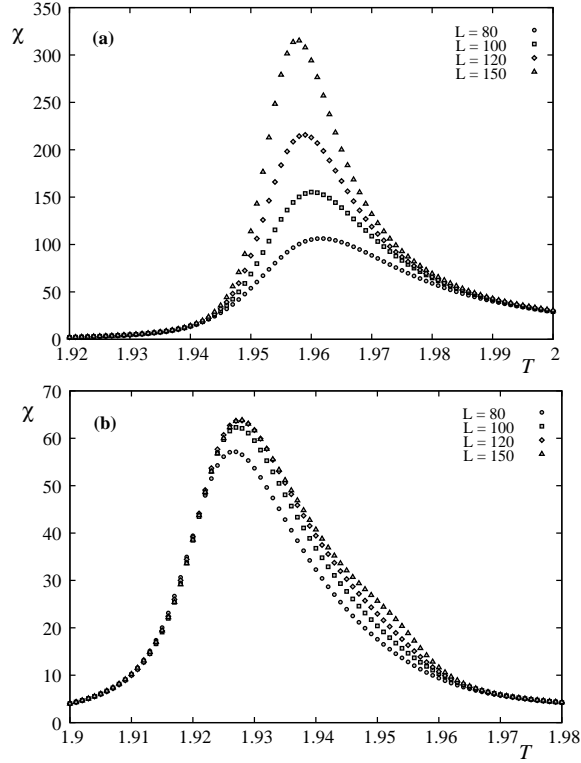 350
χ
(a)
L = 80
L = 100
L = 120
L = 150
300
250
200
150
100
50
0
1.92 1.93 1.94 1.95 1.96 1.97 1.98 1.99 2
T
70
χ
(b)
L = 80
L = 100
L = 120
L = 150
60
50
40
30
20
10
0
1.9 1.91 1.92 1.93 1.94 1.95 1.96 1.97 1.98
T